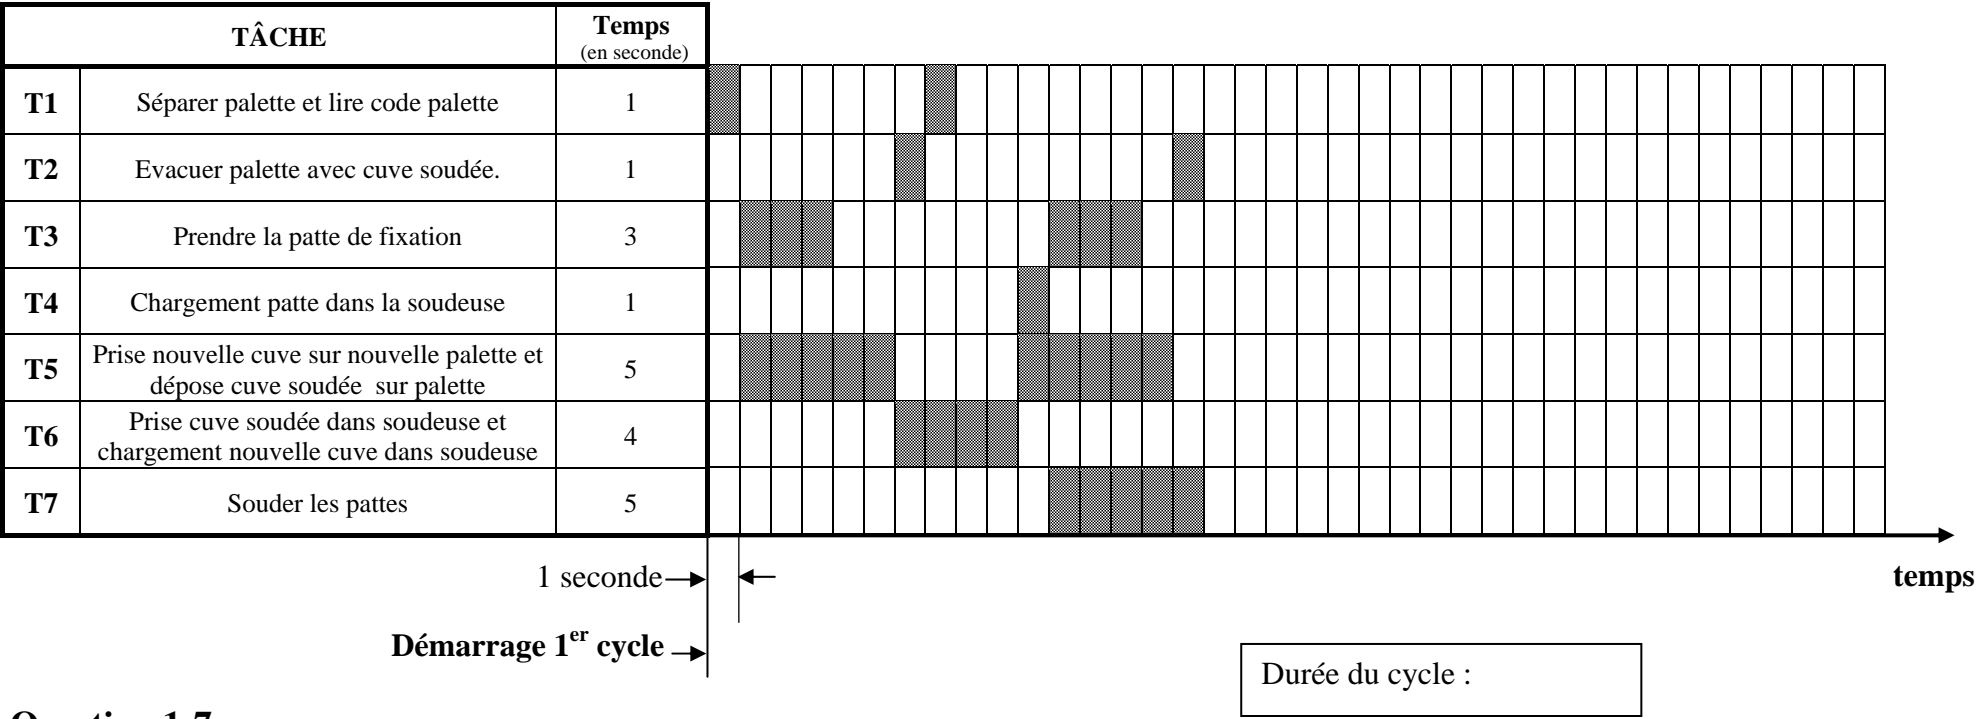 TÂCHE
Temps
(en seconde)
T1
Séparer palette et lire code palette
1
T2
Evacuer palette avec cuve soudée.
1
T3
Prendre la patte de fixation
3
T4
Chargement patte dans la soudeuse
1
T5
Prise nouvelle cuve sur nouvelle palette et
dépose cuve soudée sur palette
5
T6
Prise cuve soudée dans soudeuse et
chargement nouvelle cuve dans soudeuse
4
T7
Souder les pattes
5
1 seconde
temps
Démarrage 1er cycle
Durée du cycle :
Question 1.7